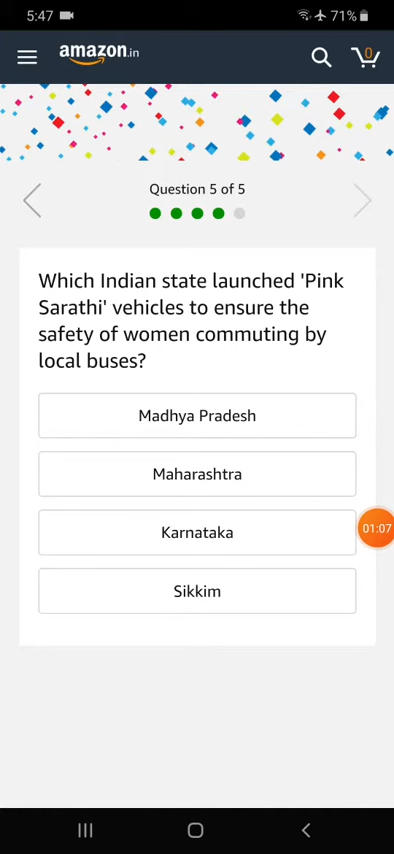 5:47
71%
amazon.in
0
Question 5 of 5
Which Indian state launched 'Pink
Sarathi' vehicles to ensure the
safety of women commuting by
local buses?
Madhya Pradesh
Maharashtra
01:07
Karnataka
Sikkim